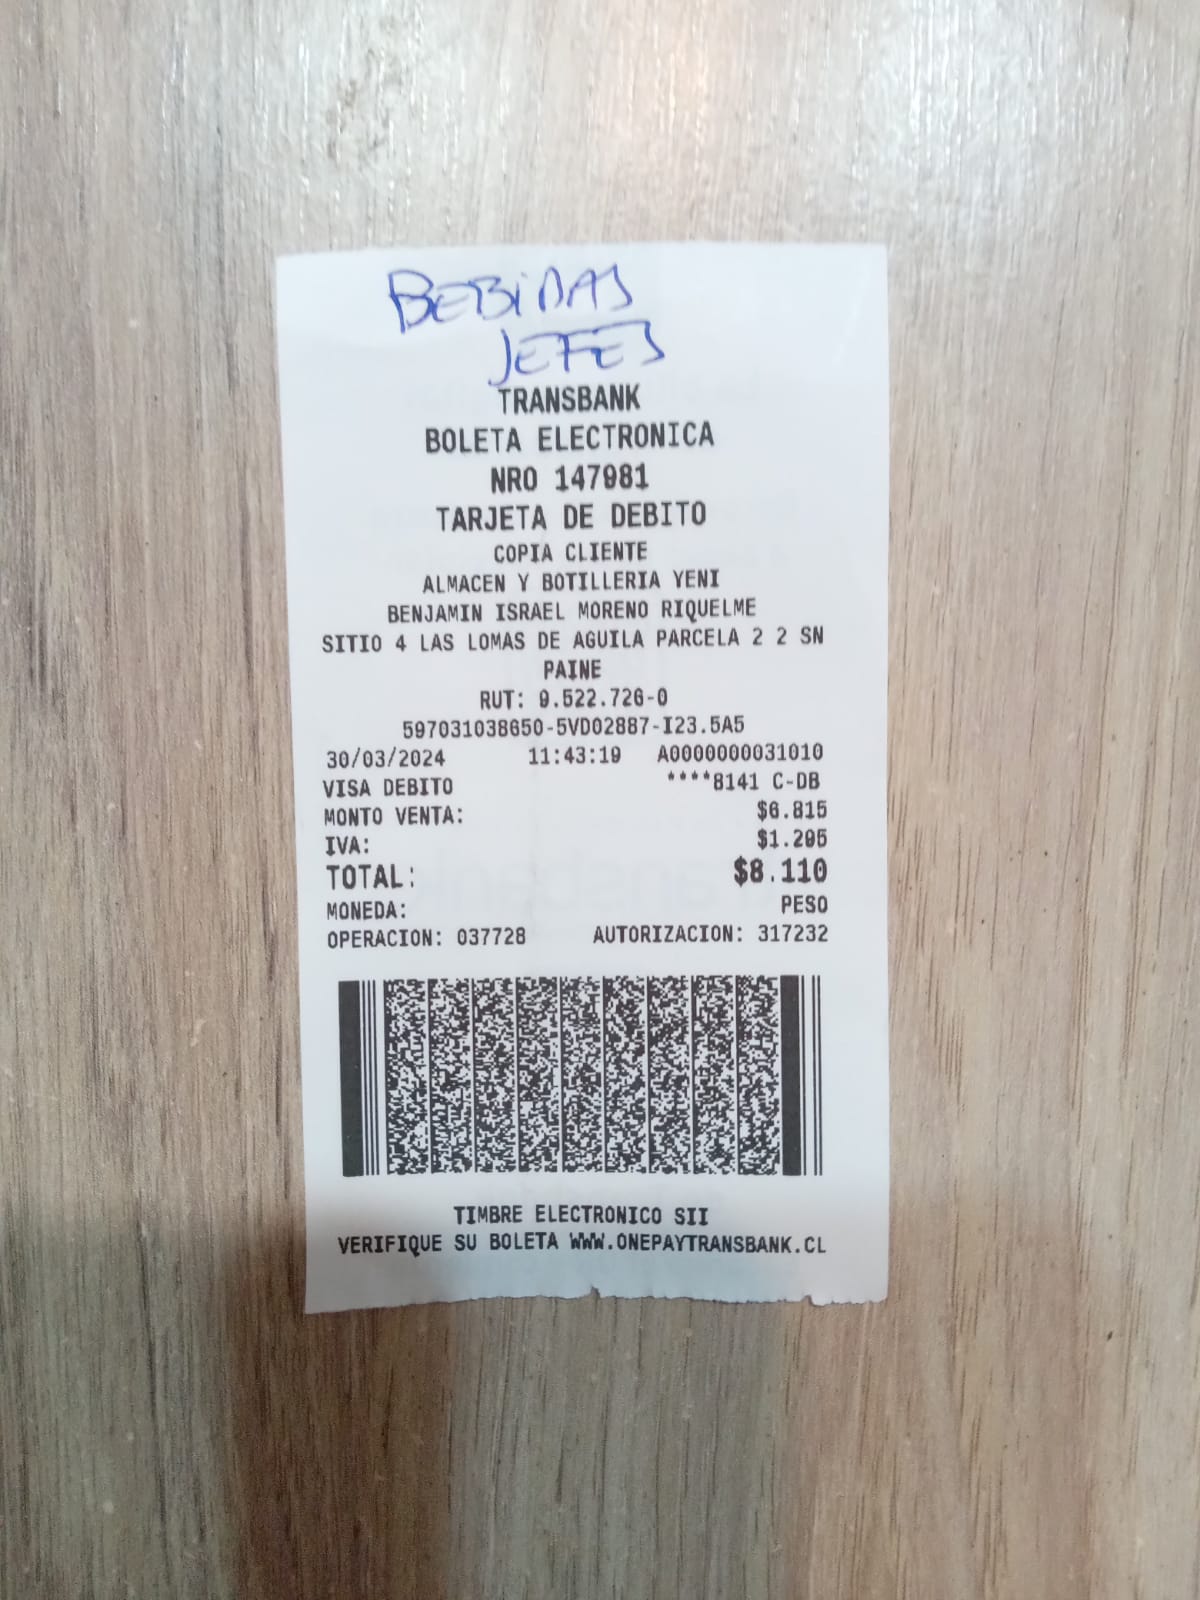 BEBIDAS
JEFES
TRANSBANK
BOLETA ELECTRONICA
NRO 147981
TARJETA DE DEBITO
COPIA CLIENTE
ALMACEN Y BOTILLERIA YENI
BENJAMIN ISRAEL MORENO RIQUELME
SITIO 4 LAS LOMAS DE AGUILA PARCELA 2 2 SN
PAINE
RUT: 9.522.726-0
597031038650-5VD02887-I23.5A5
30/03/2024 11:43:19 A0000000031010
VISA DEBITO ****8141 C-DB
MONTO VENTA: $6.815
IVA: $1.295
TOTAL: $8.110
MONEDA: PESO
OPERACION: 037728 AUTORIZACION: 317232
TIMBRE ELECTRONICO SII
VERIFIQUE SU BOLETA WWW.ONEPAYTRANSBANK.CL